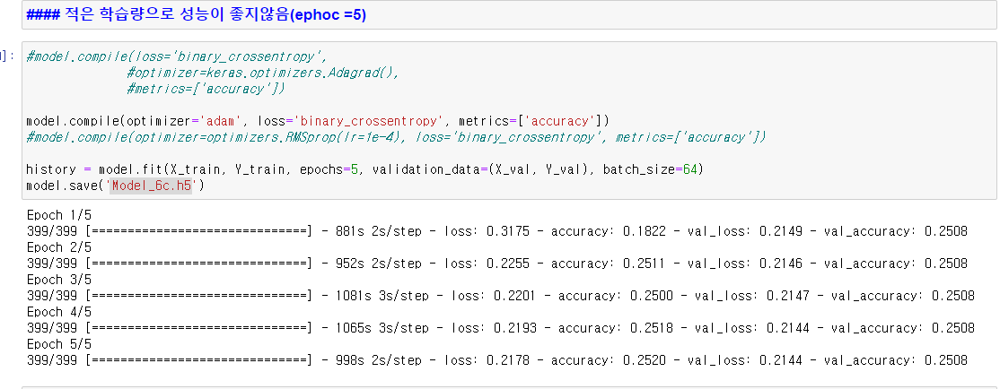 #### 적은 학습량으로 성능이 좋지않음(ephoc =5)
]:
#model.compile(loss='binary_crossentropy',
#optimizer=keras.optimizers.Adagrad(),
#metrics=['accuracy'])
model.compile(optimizer='adam', loss='binary_crossentropy', metrics=['accuracy'])
#model.compile(optimizer=optimizers.RMSprop(lr=1e-4), loss='binary_crossentropy', metrics=['accuracy'])
history = model.fit(X_train, Y_train, epochs=5, validation_data=(X_val, Y_val), batch_size=64)
model.save('Model_6c.h5')
Epoch 1/5
399/399 [==============================] - 881s 2s/step - loss: 0.3175 - accuracy: 0.1822 - val_loss: 0.2149 - val_accuracy: 0.2508
Epoch 2/5
399/399 [==============================] - 952s 2s/step - loss: 0.2255 - accuracy: 0.2511 - val_loss: 0.2146 - val_accuracy: 0.2508
Epoch 3/5
399/399 [==============================] - 1081s 3s/step - loss: 0.2201 - accuracy: 0.2500 - val_loss: 0.2147 - val_accuracy: 0.2508
Epoch 4/5
399/399 [==============================] - 1065s 3s/step - loss: 0.2193 - accuracy: 0.2518 - val_loss: 0.2144 - val_accuracy: 0.2508
Epoch 5/5
399/399 [==============================] - 998s 2s/step - loss: 0.2178 - accuracy: 0.2520 - val_loss: 0.2144 - val_accuracy: 0.2508